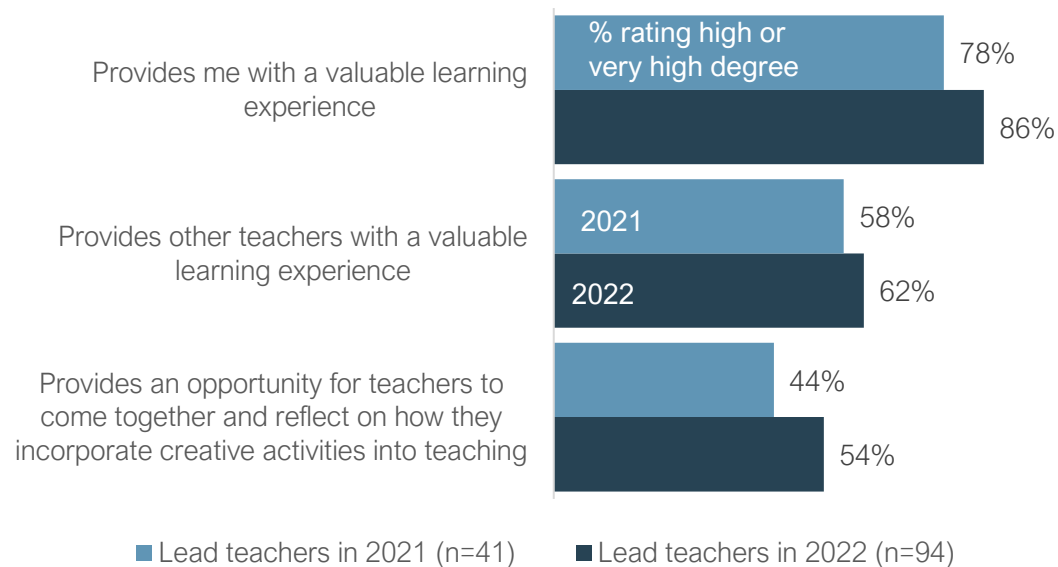 Provides me with a valuable learning
experience
% rating high or
very high degree
78%
86%
Provides other teachers with a valuable
learning experience
2021
58%
2022
62%
Provides an opportunity for teachers to
come together and reflect on how they
incorporate creative activities into teaching
44%
54%
Lead teachers in 2021 (n=41)
Lead teachers in 2022 (n=94)